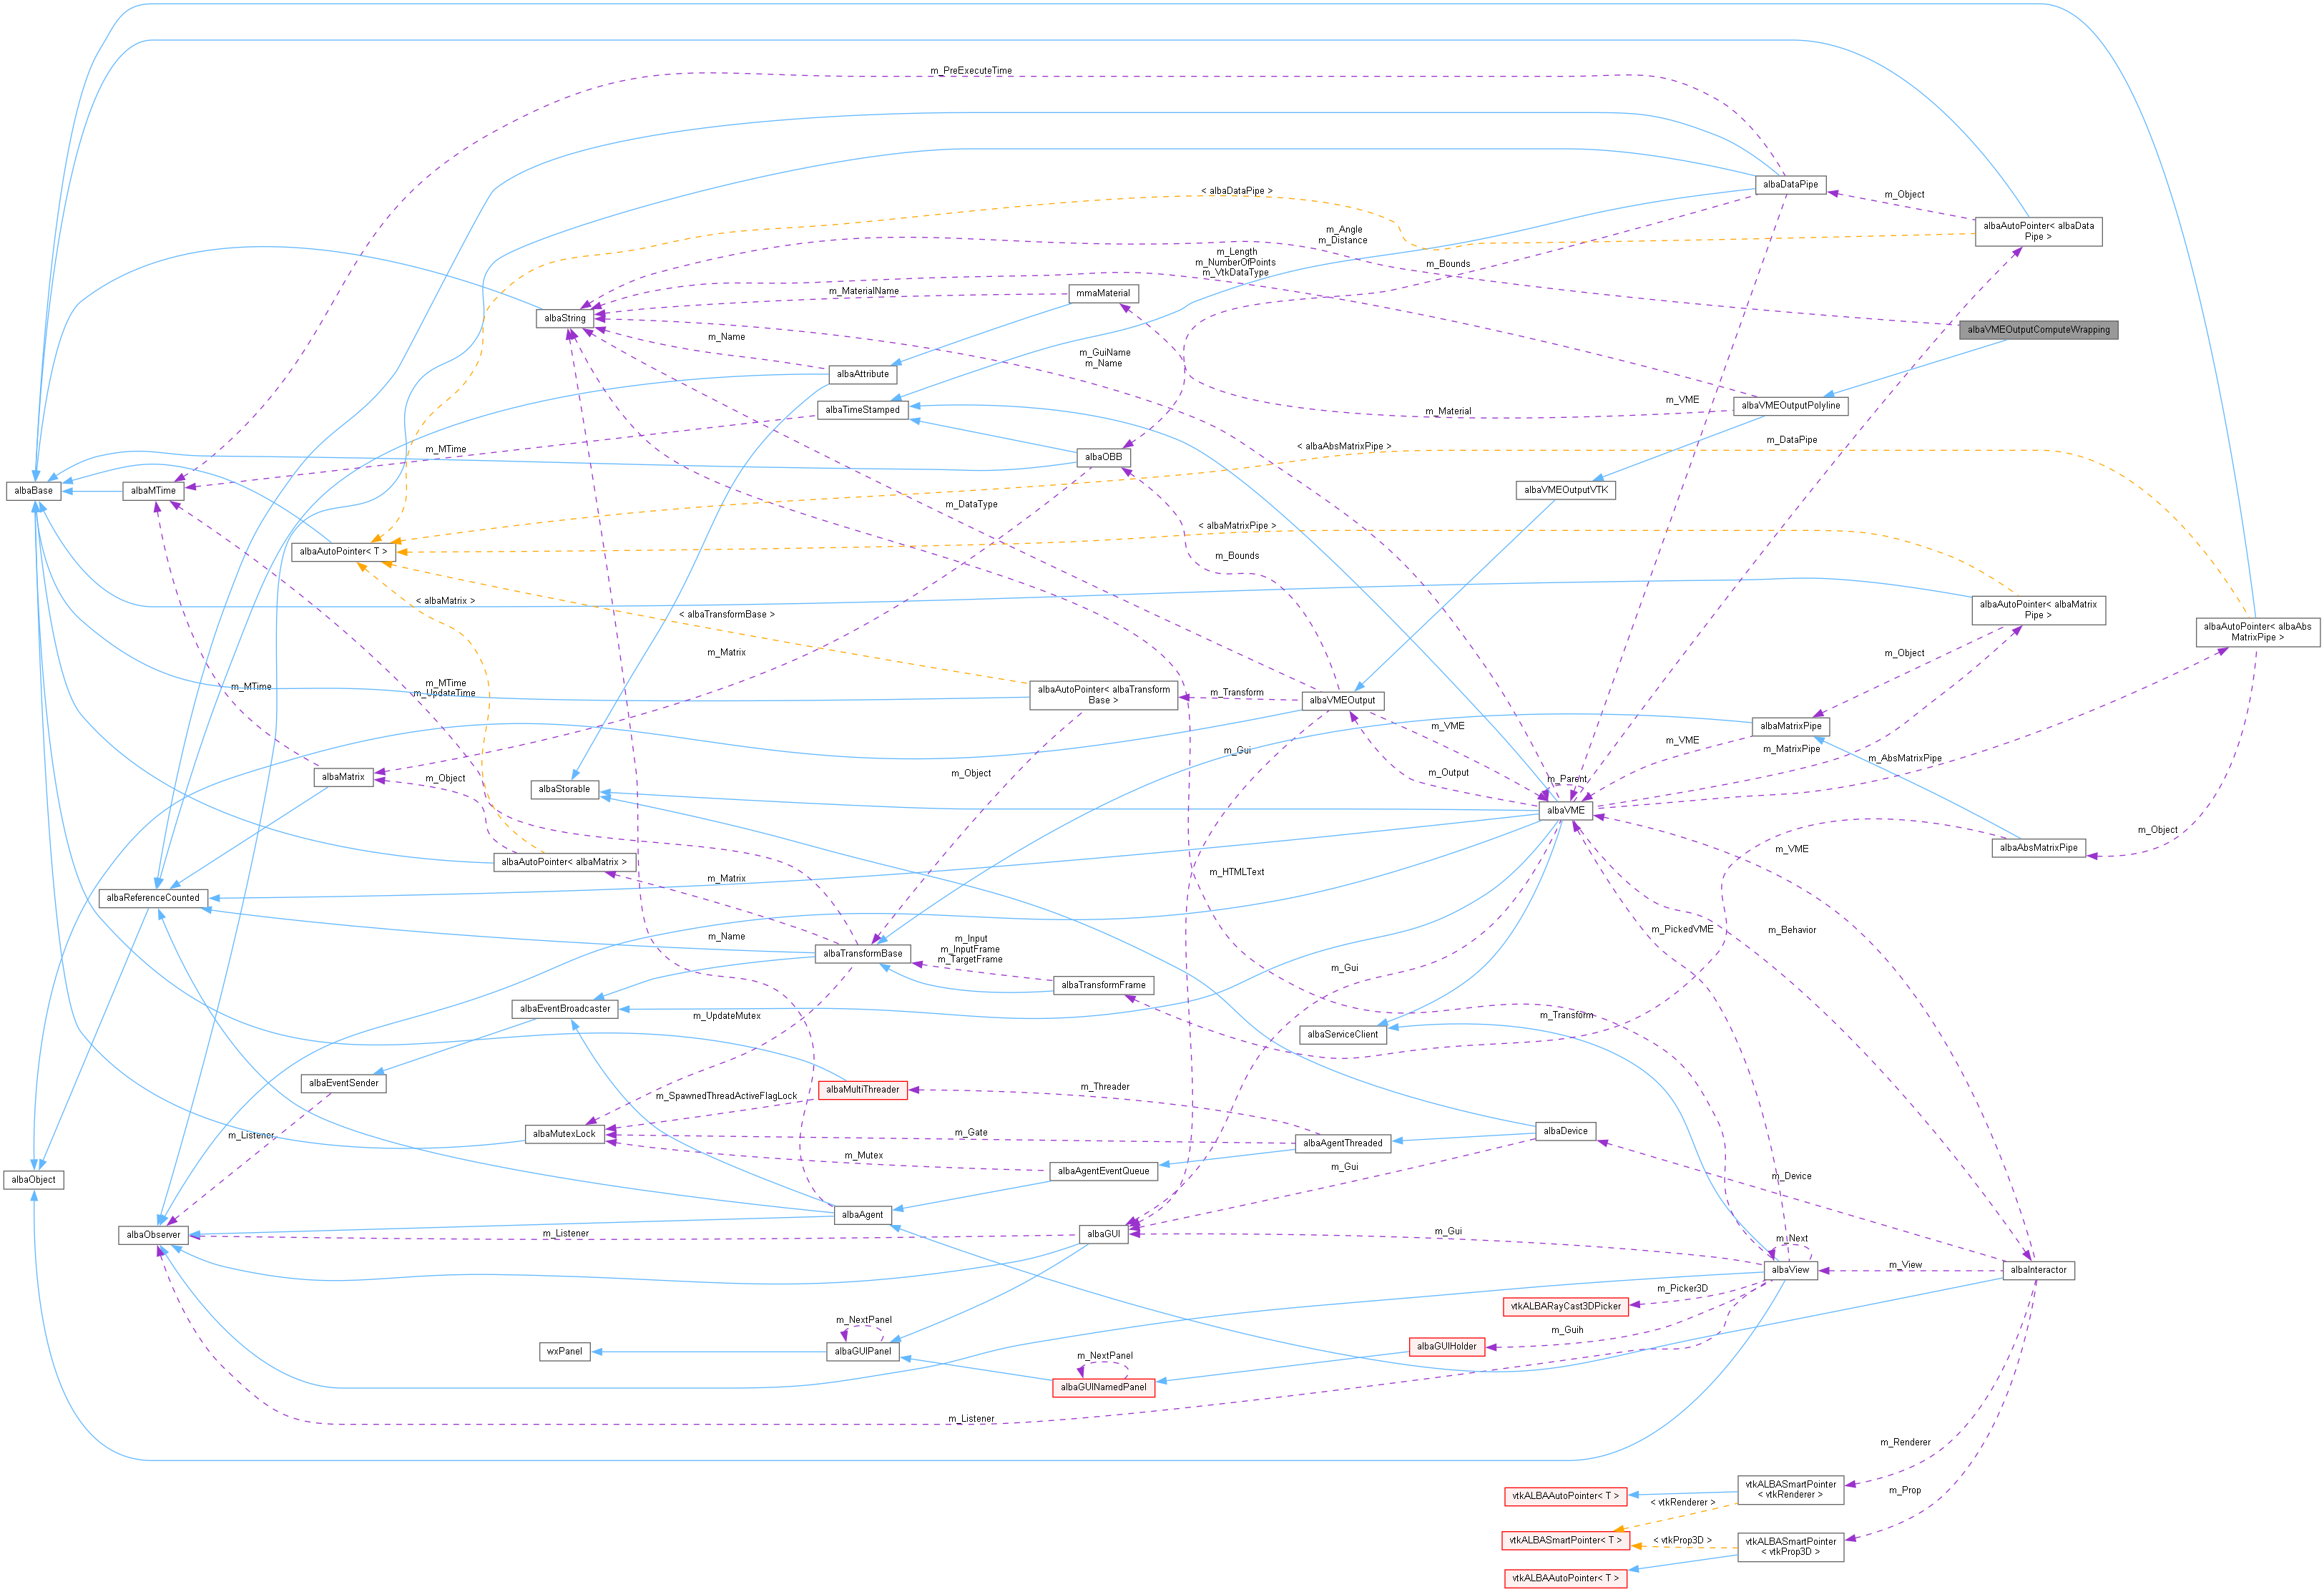 m_PreExecuteTime
albaDataPipe
< albaDataPipe >
m_Object
albaAutoPointer< albaData
Pipe >
m_Angle
m_Distance
m_Length
m_NumberOfPoints
m_VtkDataType
m_Bounds
m_MaterialName
mmaMaterial
albaString
albaVMEOutputComputeWrapping
m_Name
m_GuiName
m_Name
albaAttribute
m_VME
albaTimeStamped
m_Material
albaVMEOutputPolyline
m_MTime
< albaAbsMatrixPipe >
m_DataPipe
albaOBB
albaBase
albaMTime
albaVMEOutputVTK
m_DataType
< albaMatrixPipe >
albaAutoPointer< T >
m_Bounds
< albaMatrix >
< albaTransformBase >
albaAutoPointer< albaMatrix
Pipe >
albaAutoPointer< albaAbs
MatrixPipe >
m_Matrix
m_Object
m_MTime
m_MTime
m_UpdateTime
albaAutoPointer< albaTransform
Base >
m_Transform
albaVMEOutput
m_VME
albaMatrixPipe
m_VME
m_Gui
m_MatrixPipe
m_AbsMatrixPipe
albaMatrix
m_Object
m_Object
m_Output
m_Parent
albaStorable
albaVME
m_Object
albaAutoPointer< albaMatrix >
m_VME
albaAbsMatrixPipe
m_Matrix
m_HTMLText
albaReferenceCounted
m_Name
m_Input
m_InputFrame
m_TargetFrame
m_PickedVME
m_Behavior
albaTransformBase
m_Gui
albaTransformFrame
albaEventBroadcaster
m_UpdateMutex
m_Transform
albaServiceClient
albaEventSender
albaMultiThreader
m_Threader
m_SpawnedThreadActiveFlagLock
m_Listener
albaMutexLock
m_Gate
albaAgentThreaded
albaDevice
m_Mutex
albaAgentEventQueue
m_Gui
m_Device
albaObject
albaAgent
albaObserver
m_Listener
albaGUI
m_Gui
m_Next
albaView
m_View
albaInteractor
m_Picker3D
vtkALBARayCast3DPicker
m_NextPanel
m_Guih
wxPanel
albaGUIPanel
albaGUIHolder
m_NextPanel
albaGUINamedPanel
m_Listener
m_Renderer
vtkALBASmartPointer
< vtkRenderer >
vtkALBAAutoPointer< T >
m_Prop
< vtkRenderer >
vtkALBASmartPointer< T >
< vtkProp3D >
vtkALBASmartPointer
< vtkProp3D >
vtkALBAAutoPointer< T >